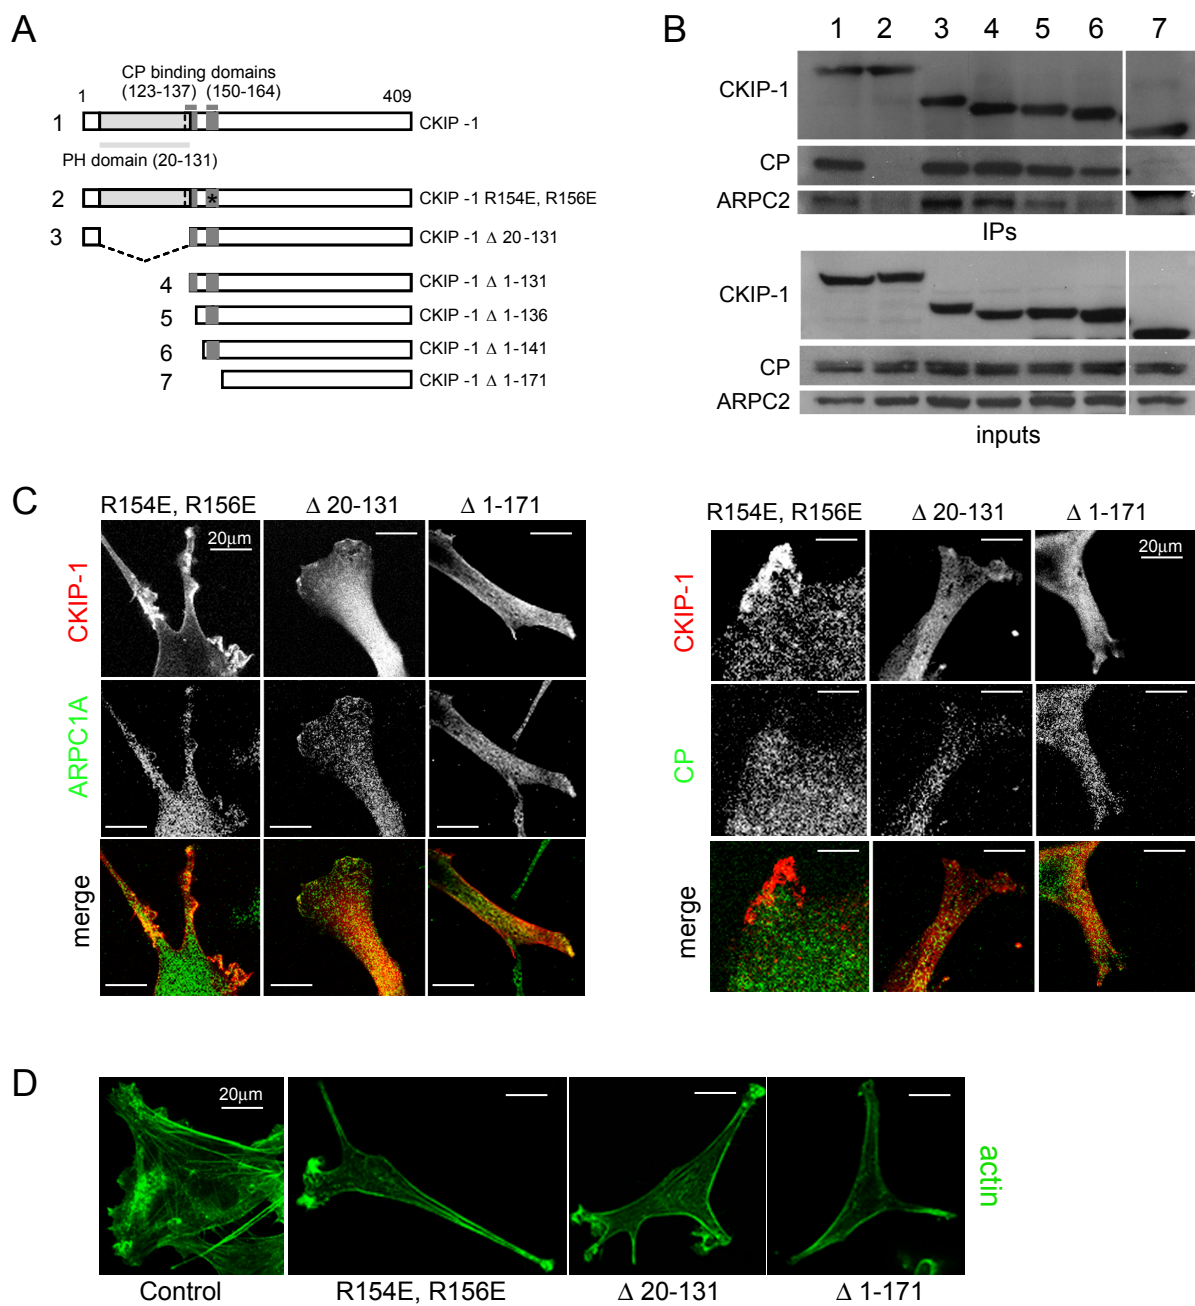 A
CP binding domains
(123-137) (150-164)
1 409
1 CKIP -1
PH domain (20-131)
2 * CKIP -1 R154E, R156E
3 CKIP -1 Δ 20-131
4 CKIP -1 Δ 1-131
5 CKIP -1 Δ 1-136
6 CKIP -1 Δ 1-141
7 CKIP -1 Δ 1-171
B
1 2 3 4 5 6 7
CKIP-1
CP
ARPC2 *
IPs
CKIP-1
CP
ARPC2
inputs
C
R154E, R156E Δ 20-131 Δ 1-171
20μm
CKIP-1
ARPC1A
merge
R154E, R156E Δ 20-131 Δ 1-171
20μm
CKIP-1
CP
merge
D
20μm
actin
Control R154E, R156E Δ 20-131 Δ 1-171